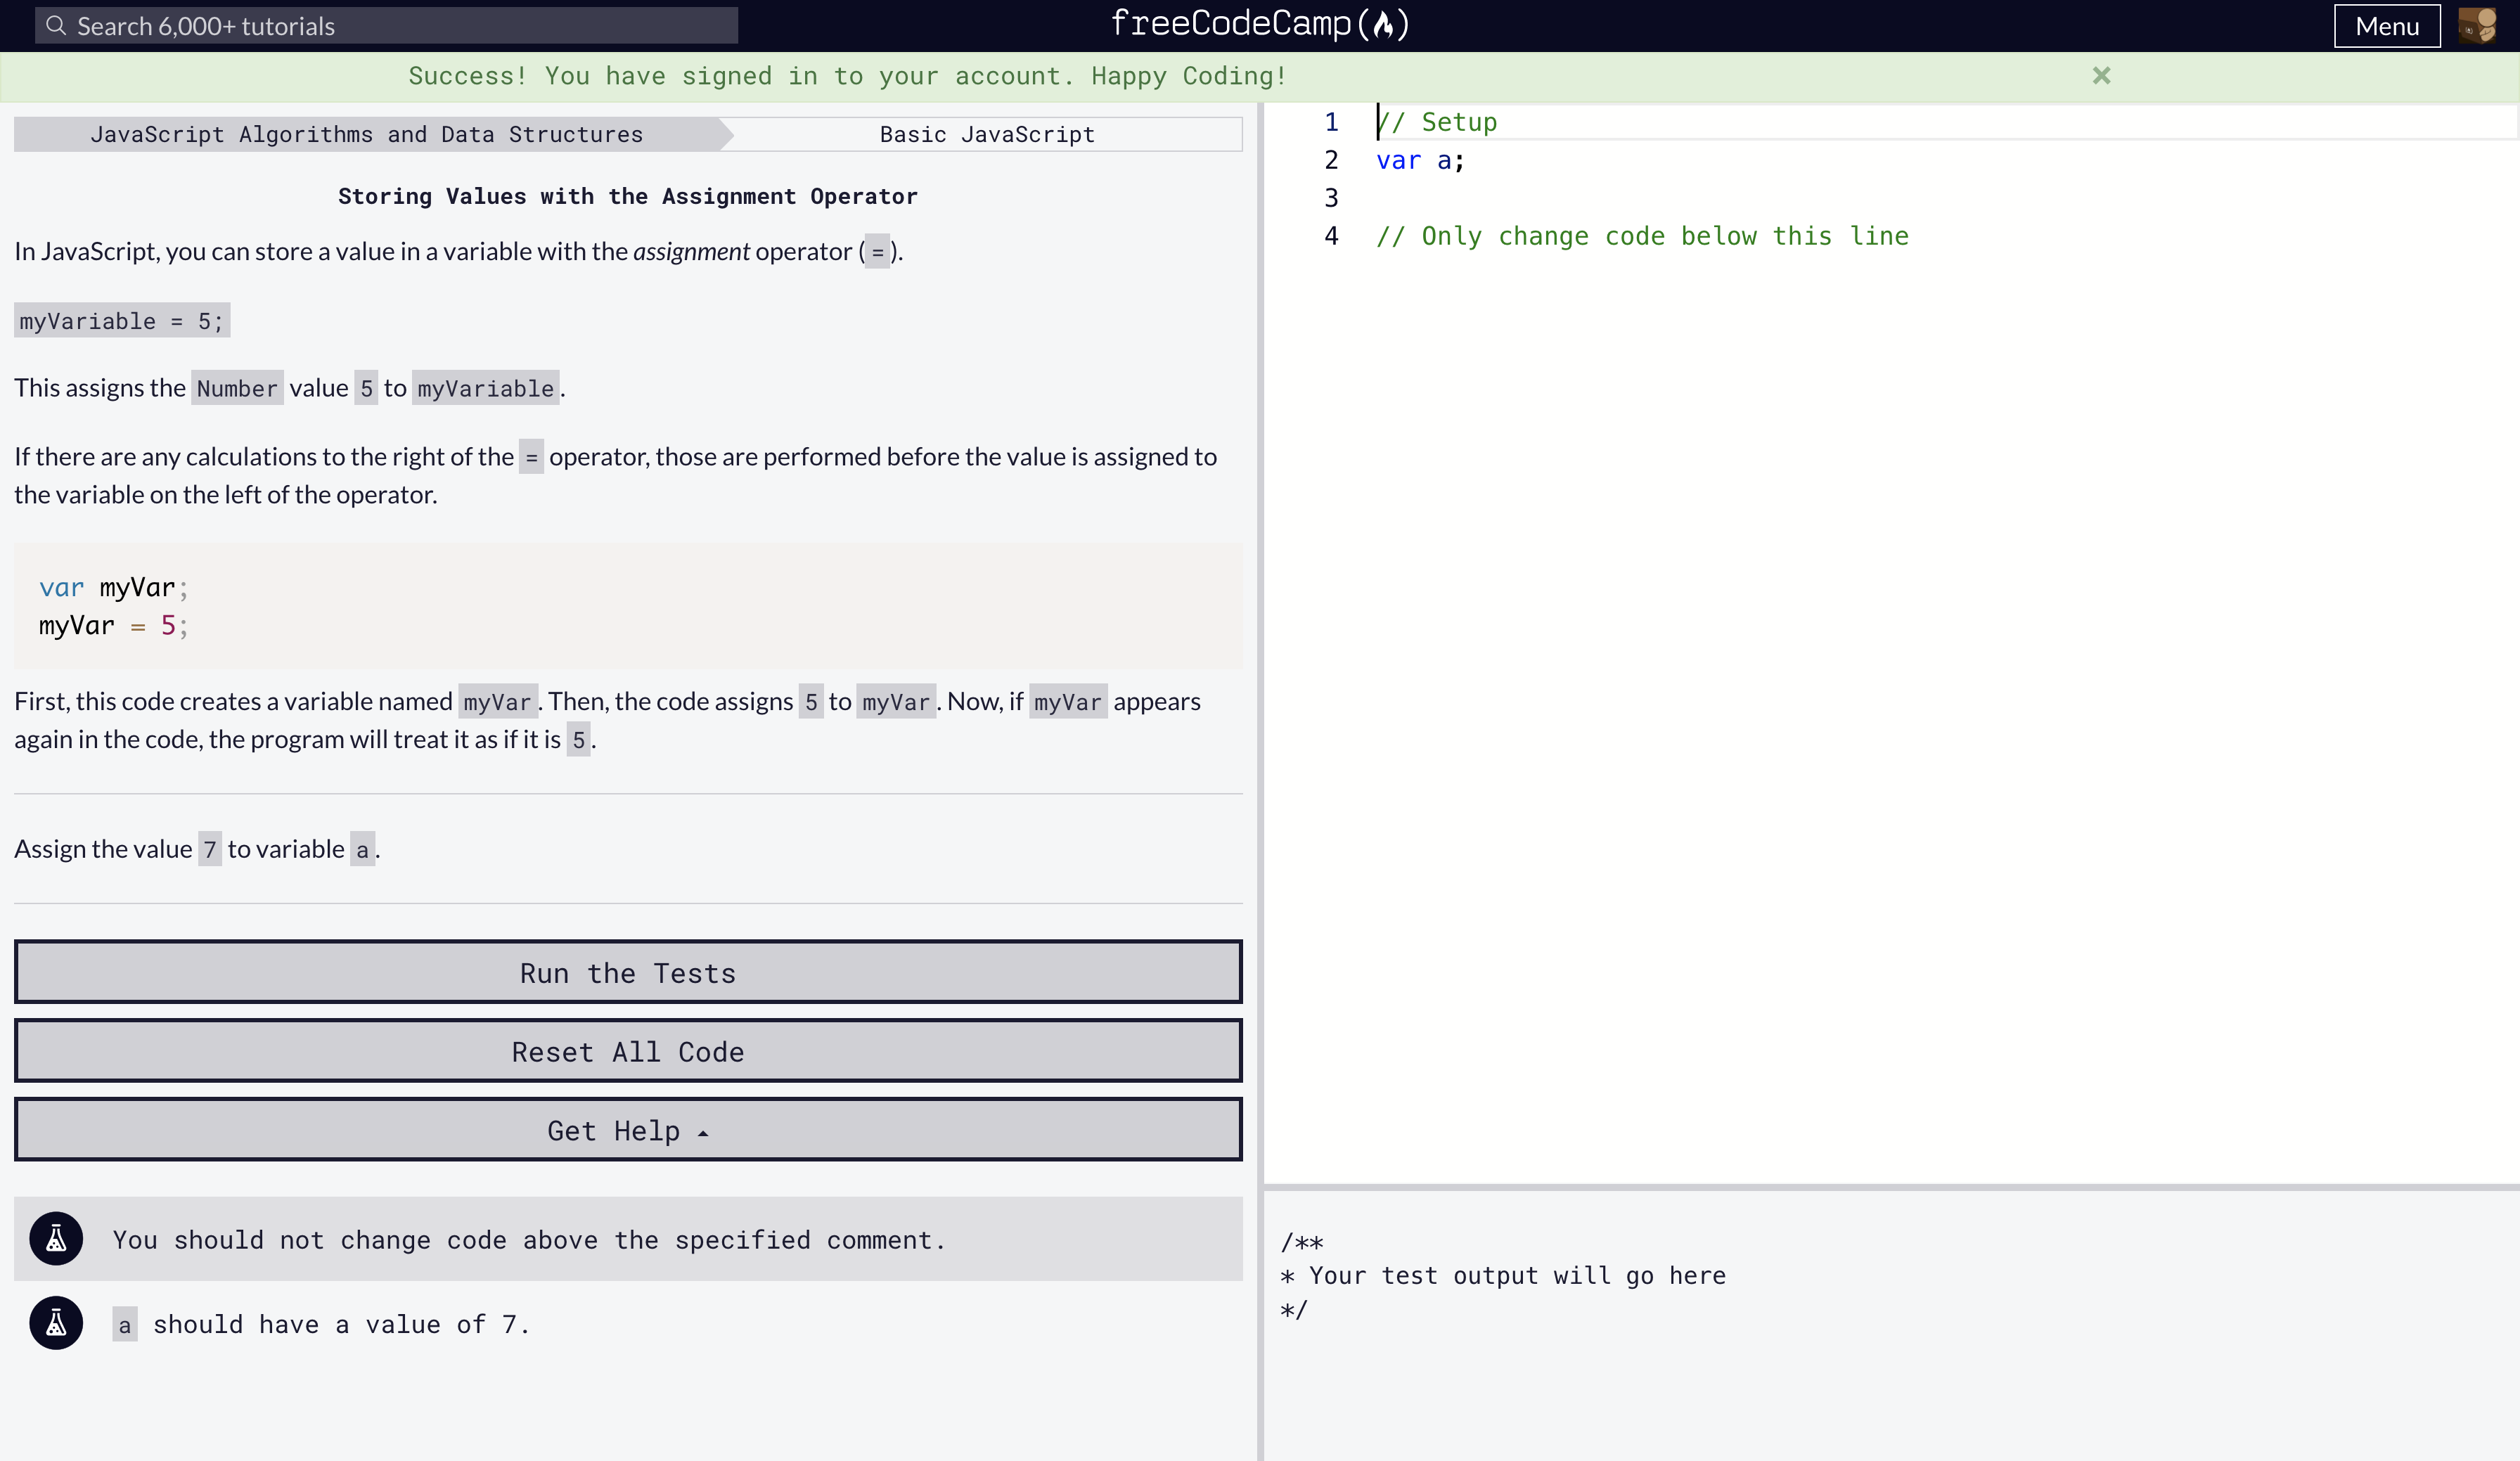 Search 6,000+ tutorials
freeCodeCamp
Menu
Success! You have signed in to your account. Happy Coding!
JavaScript Algorithms and Data Structures
Basic JavaScript
Storing Values with the Assignment Operator
In JavaScript, you can store a value in a variable with the assignment operator ( = ).
myVariable = 5;
This assigns the Number value 5 to myVariable.
If there are any calculations to the right of the = operator, those are performed before the value is assigned to
the variable on the left of the operator.
var myVar;
myVar = 5;
First, this code creates a variable named myVar. Then, the code assigns 5 to myVar. Now, if myVar appears
again in the code, the program will treat it as if it is 5.
Assign the value 7 to variable a.
Run the Tests
Reset All Code
Get Help
You should not change code above the specified comment.
a should have a value of 7.
1 // Setup
2 var a;
3
4 // Only change code below this line
/**
* Your test output will go here
*/